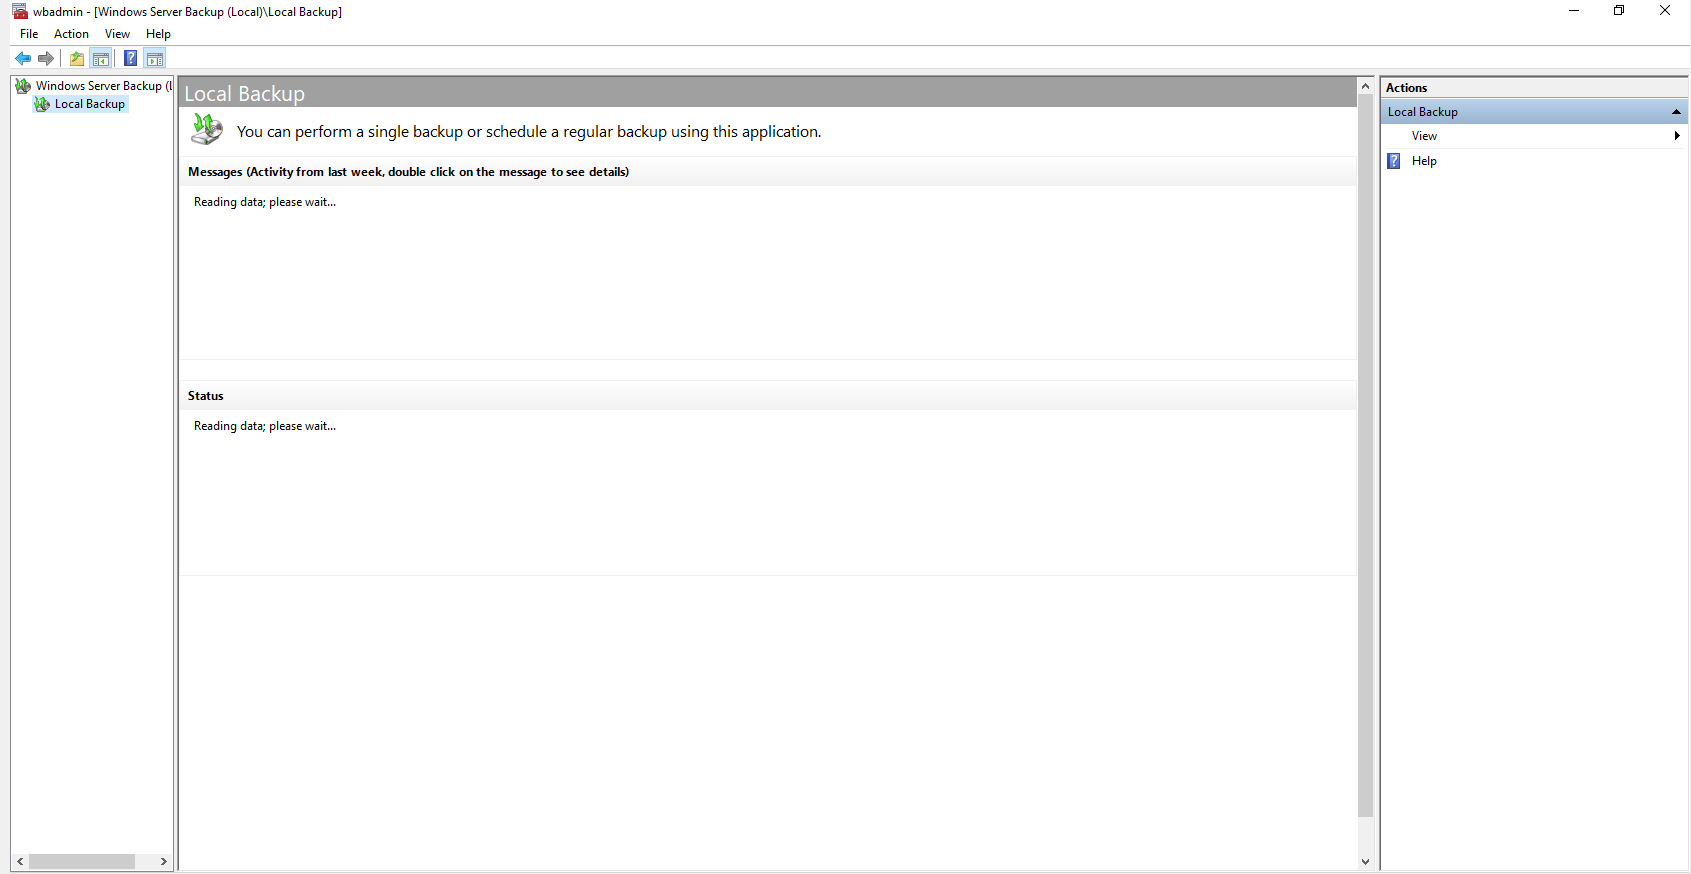 wbadmin - [Windows Server Backup (Local)\Local Backup]
File Action View Help
Windows Server Backup (L
Local Backup
Local Backup
You can perform a single backup or schedule a regular backup using this application.
Messages (Activity from last week, double click on the message to see details)
Reading data; please wait...
Status
Reading data; please wait...
Actions
Local Backup
View
Help